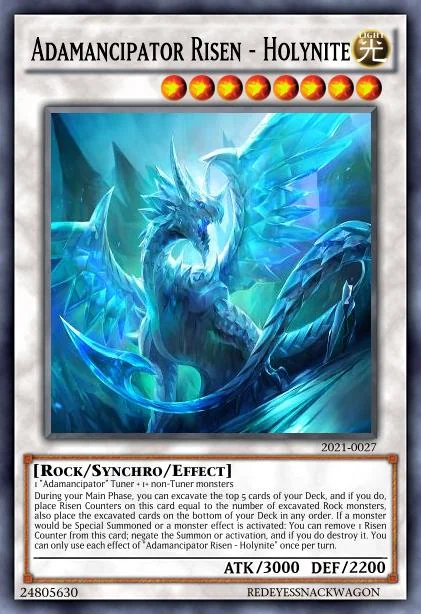 ADAMANCIPATOR RISEN - HOLYNITE
LIGHT
光
2021-0027
[ROCK/SYNCHRO/EFFECT]
1 "Adamancipator" Tuner + 1+ non-Tuner monsters
During your Main Phase, you can excavate the top 5 cards of your Deck, and if you do,
place Risen Counters on this card equal to the number of excavated Rock monsters,
also place the excavated cards on the bottom of your Deck in any order. If a monster
would be Special Summoned or a monster effect is activated: You can remove 1 Risen
Counter from this card; negate the Summon or activation, and if you do destroy it. You
can only use each effect of "Adamancipator Risen - Holynite" once per turn.
ATK/3000 DEF/2200
24805630
REDEYESSNACKWAGON